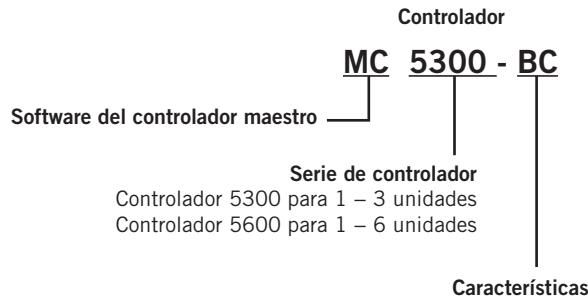 Controlador
MC 5300 - BC
Software del controlador maestro
Serie de controlador
Controlador 5300 para 1 – 3 unidades
Controlador 5600 para 1 – 6 unidades
Características